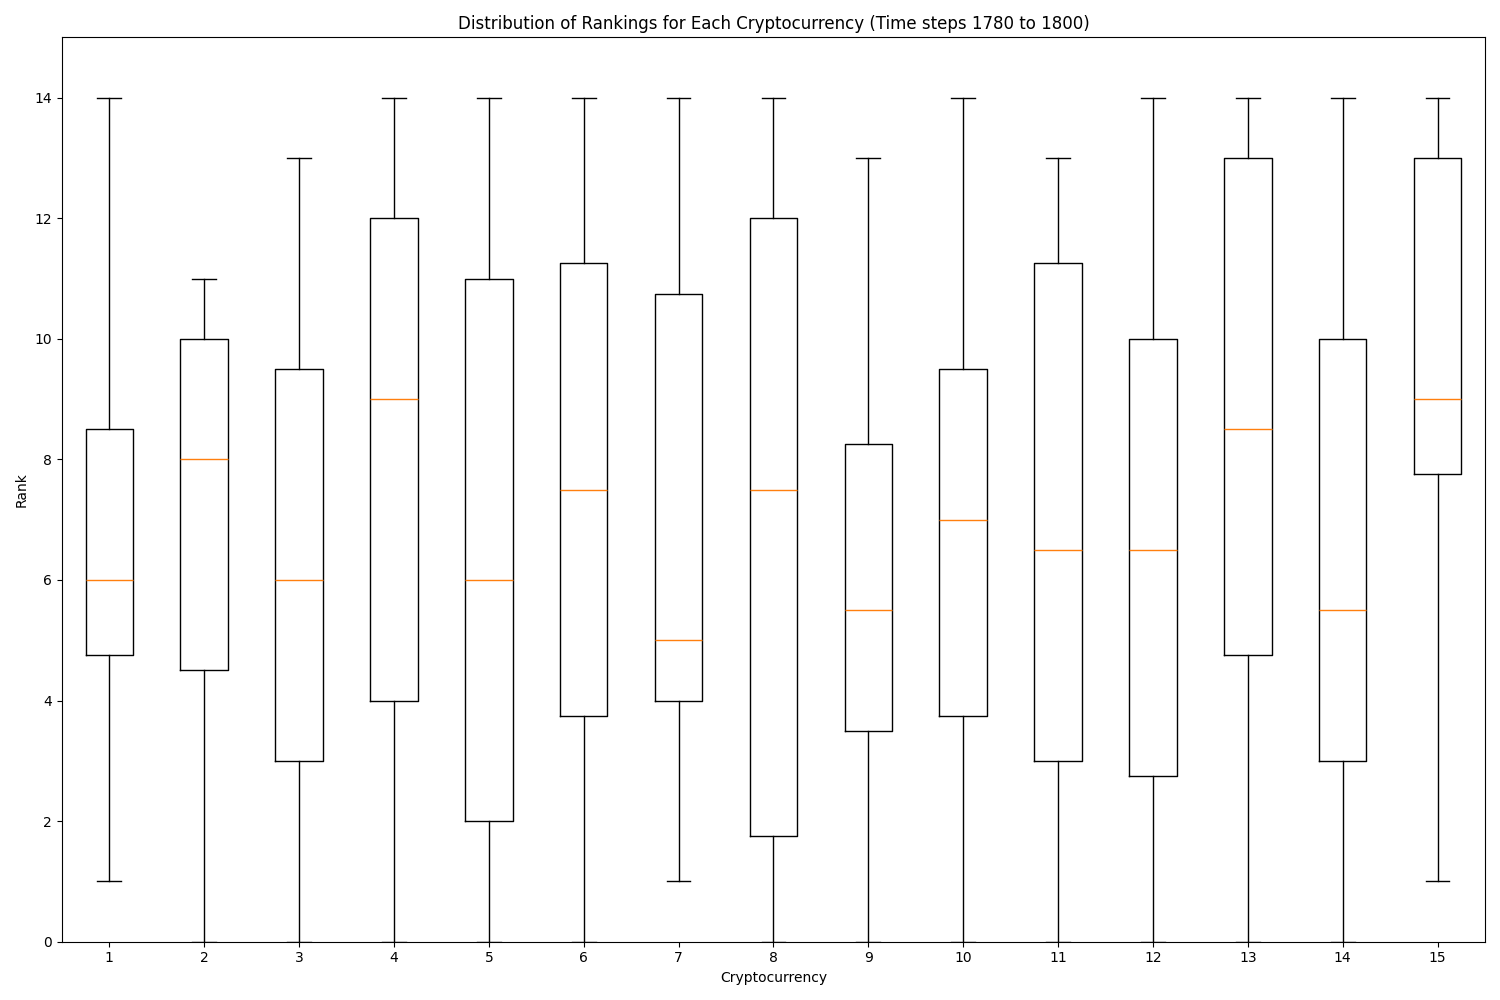 Distribution of Rankings for Each Cryptocurrency (Time steps 1780 to 1800)
Rank
14
12
10
8
6
4
2
0
1 2 3 4 5 6 7 8 9 10 11 12 13 14 15
Cryptocurrency